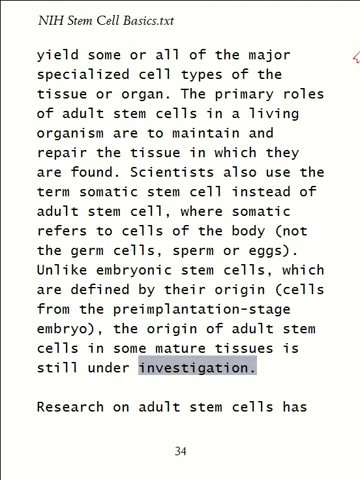 NIH Stem Cell Basics.txt
yield some or all of the major
specialized cell types of the
tissue or organ. The primary roles
of adult stem cells in a living
organism are to maintain and
repair the tissue in which they
are found. Scientists also use the
term somatic stem cell instead of
adult stem cell, where somatic
refers to cells of the body (not
the germ cells, sperm or eggs).
Unlike embryonic stem cells, which
are defined by their origin (cells
from the preimplantation-stage
embryo), the origin of adult stem
cells in some mature tissues is
still under investigation.
Research on adult stem cells has
34